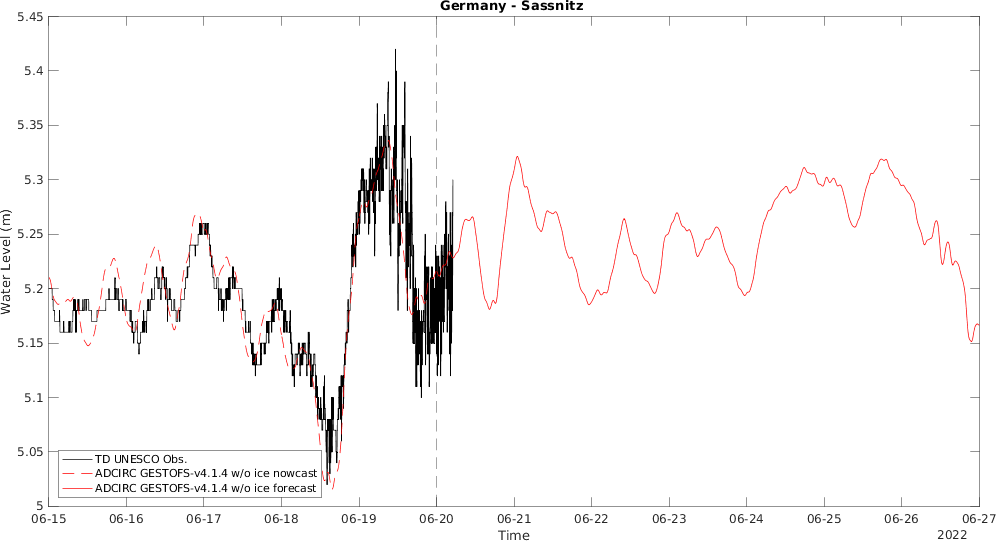 Germany - Sassnitz
5.45
5.4
5.35
5.3
5.25
5.2
5.15
5.1
5.05
5
Water Level (m)
TD UNESCO Obs.
ADCIRC GESTOFS-v4.1.4 w/o ice nowcast
ADCIRC GESTOFS-v4.1.4 w/o ice forecast
06-15 06-16 06-17 06-18 06-19 06-20 06-21 06-22 06-23 06-24 06-25 06-26 06-27
Time
2022